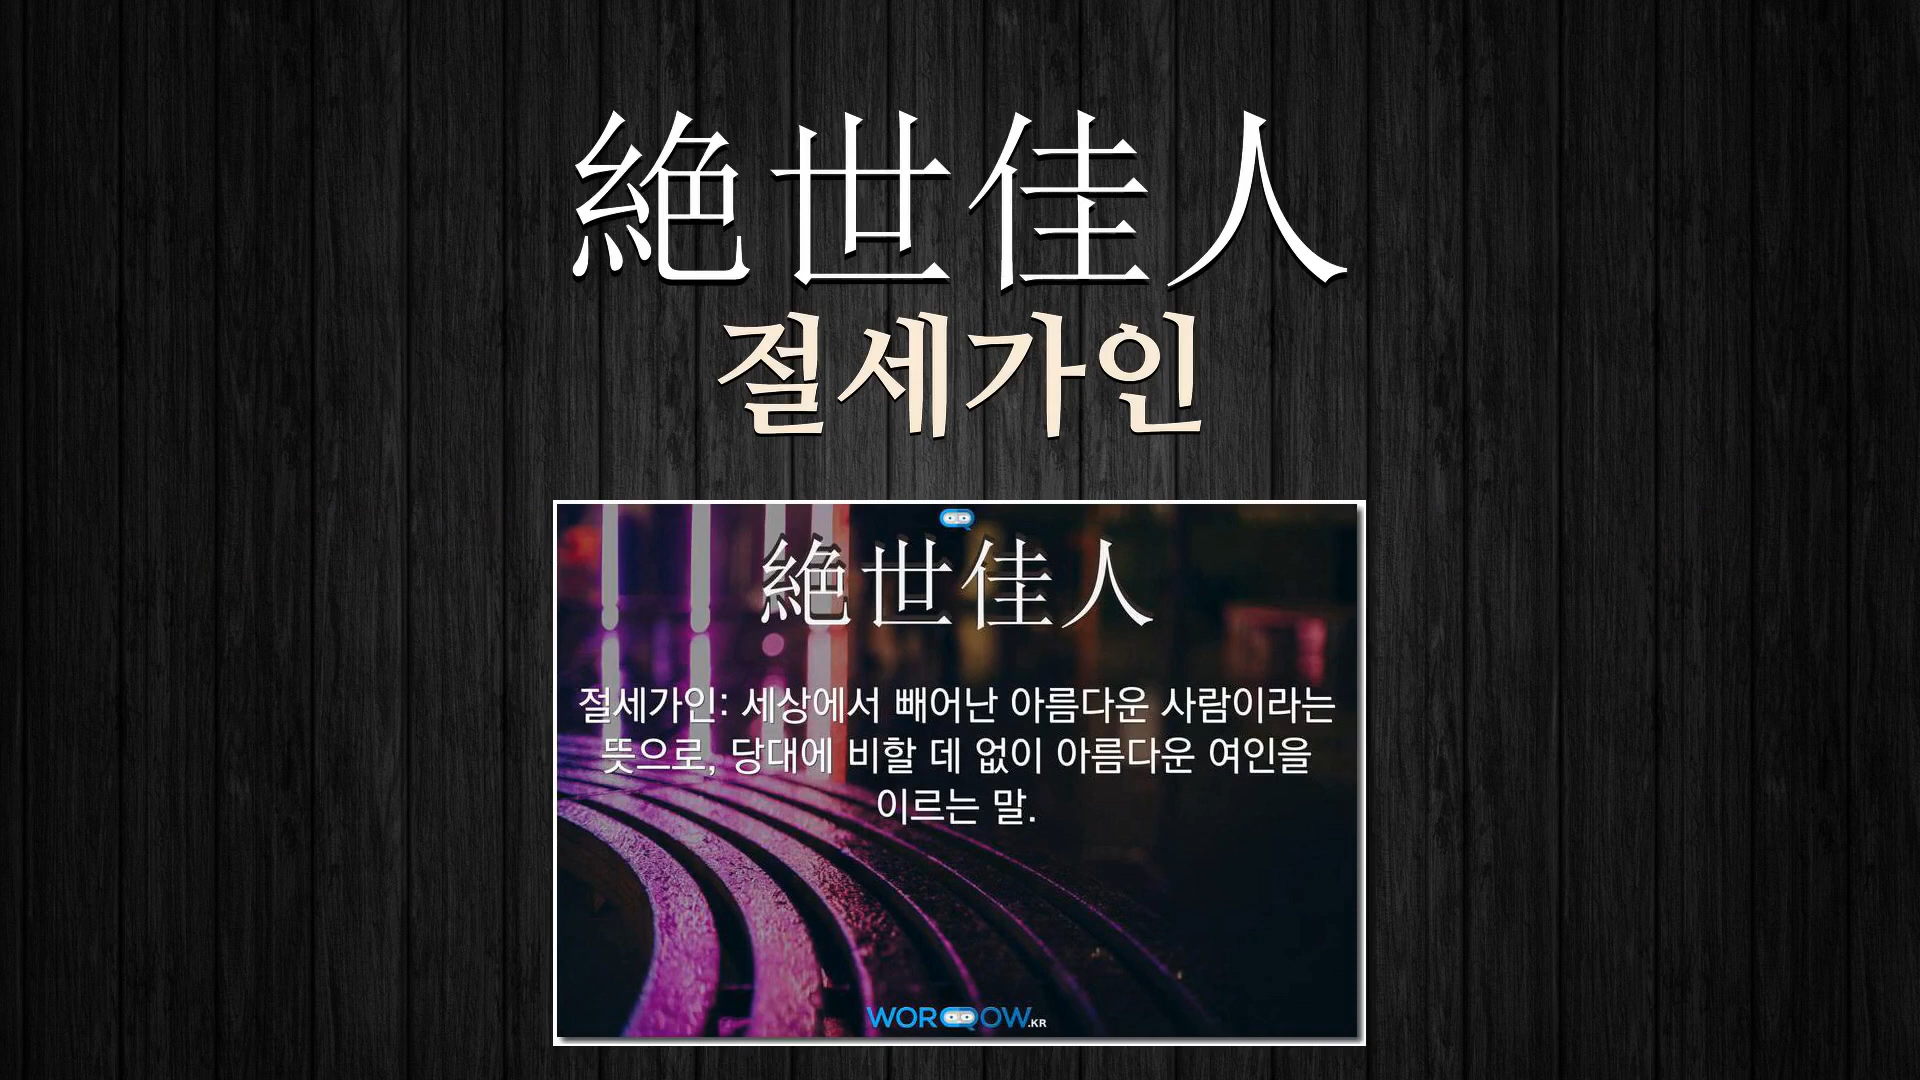 絶世佳人
절세가인
絶世佳人
절세가인: 세상에서 빼어난 아름다운 사람이라는
뜻으로, 당대에 비할 데 없이 아름다운 여인을
이르는 말.
WORQOW.KR